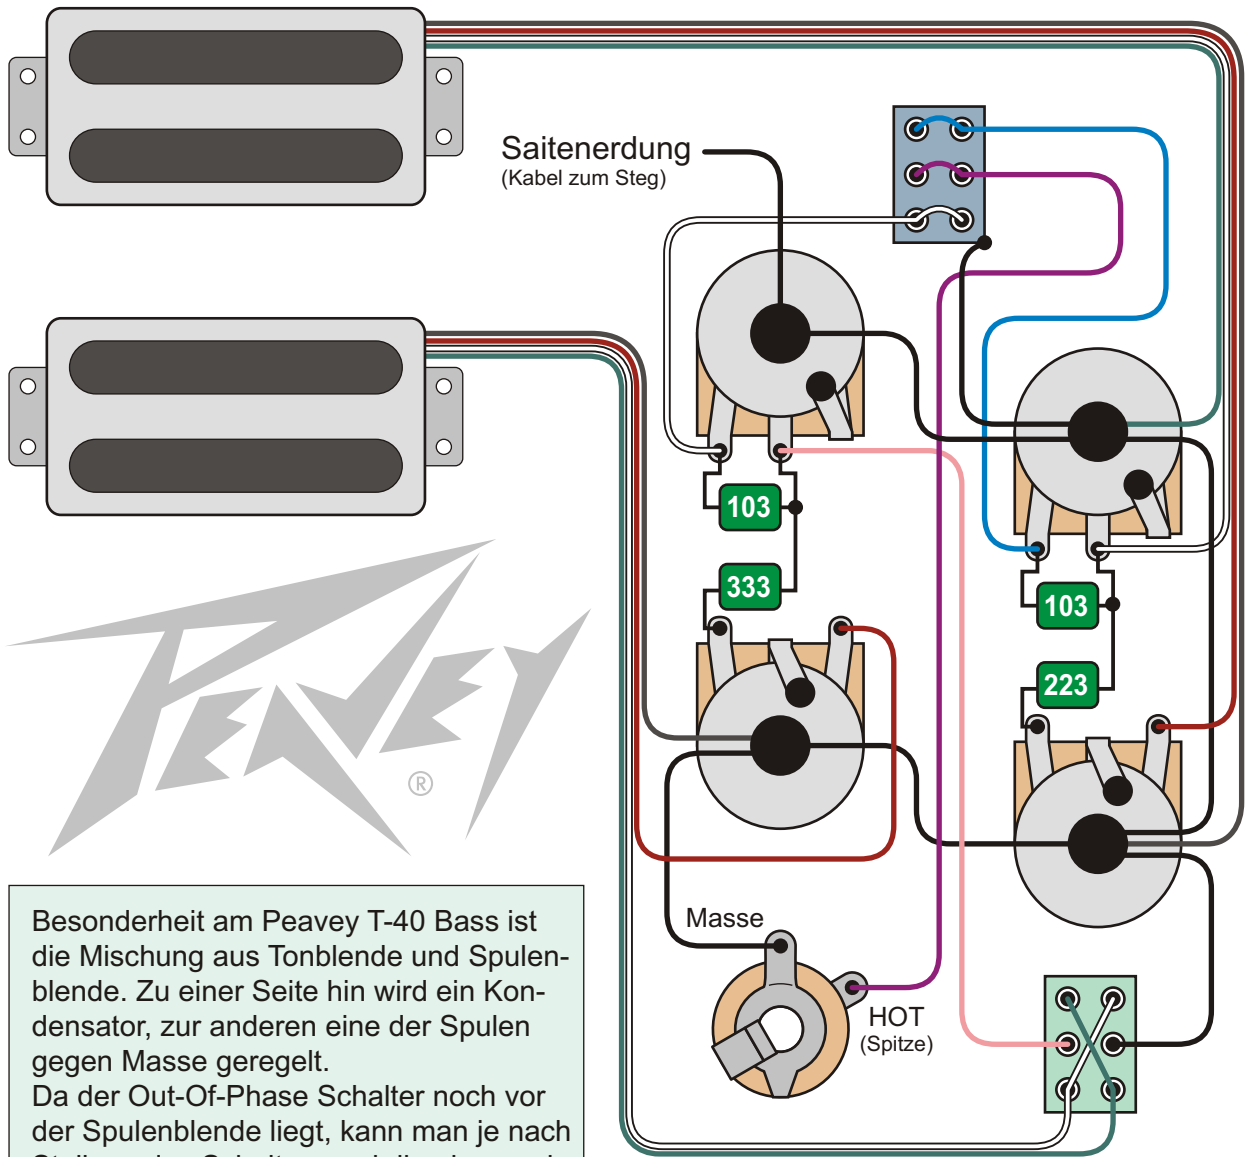 Saitenerdung
(Kabel zum Steg)
103
333
103
223
PEAVEY
®
Masse
HOT
(Spitze)
Besonderheit am Peavey T-40 Bass ist
die Mischung aus Tonblende und Spulen-
blende. Zu einer Seite hin wird ein Kon-
densator, zur anderen eine der Spulen
gegen Masse geregelt.
Da der Out-Of-Phase Schalter noch vor
der Spulenblende liegt, kann man je nach